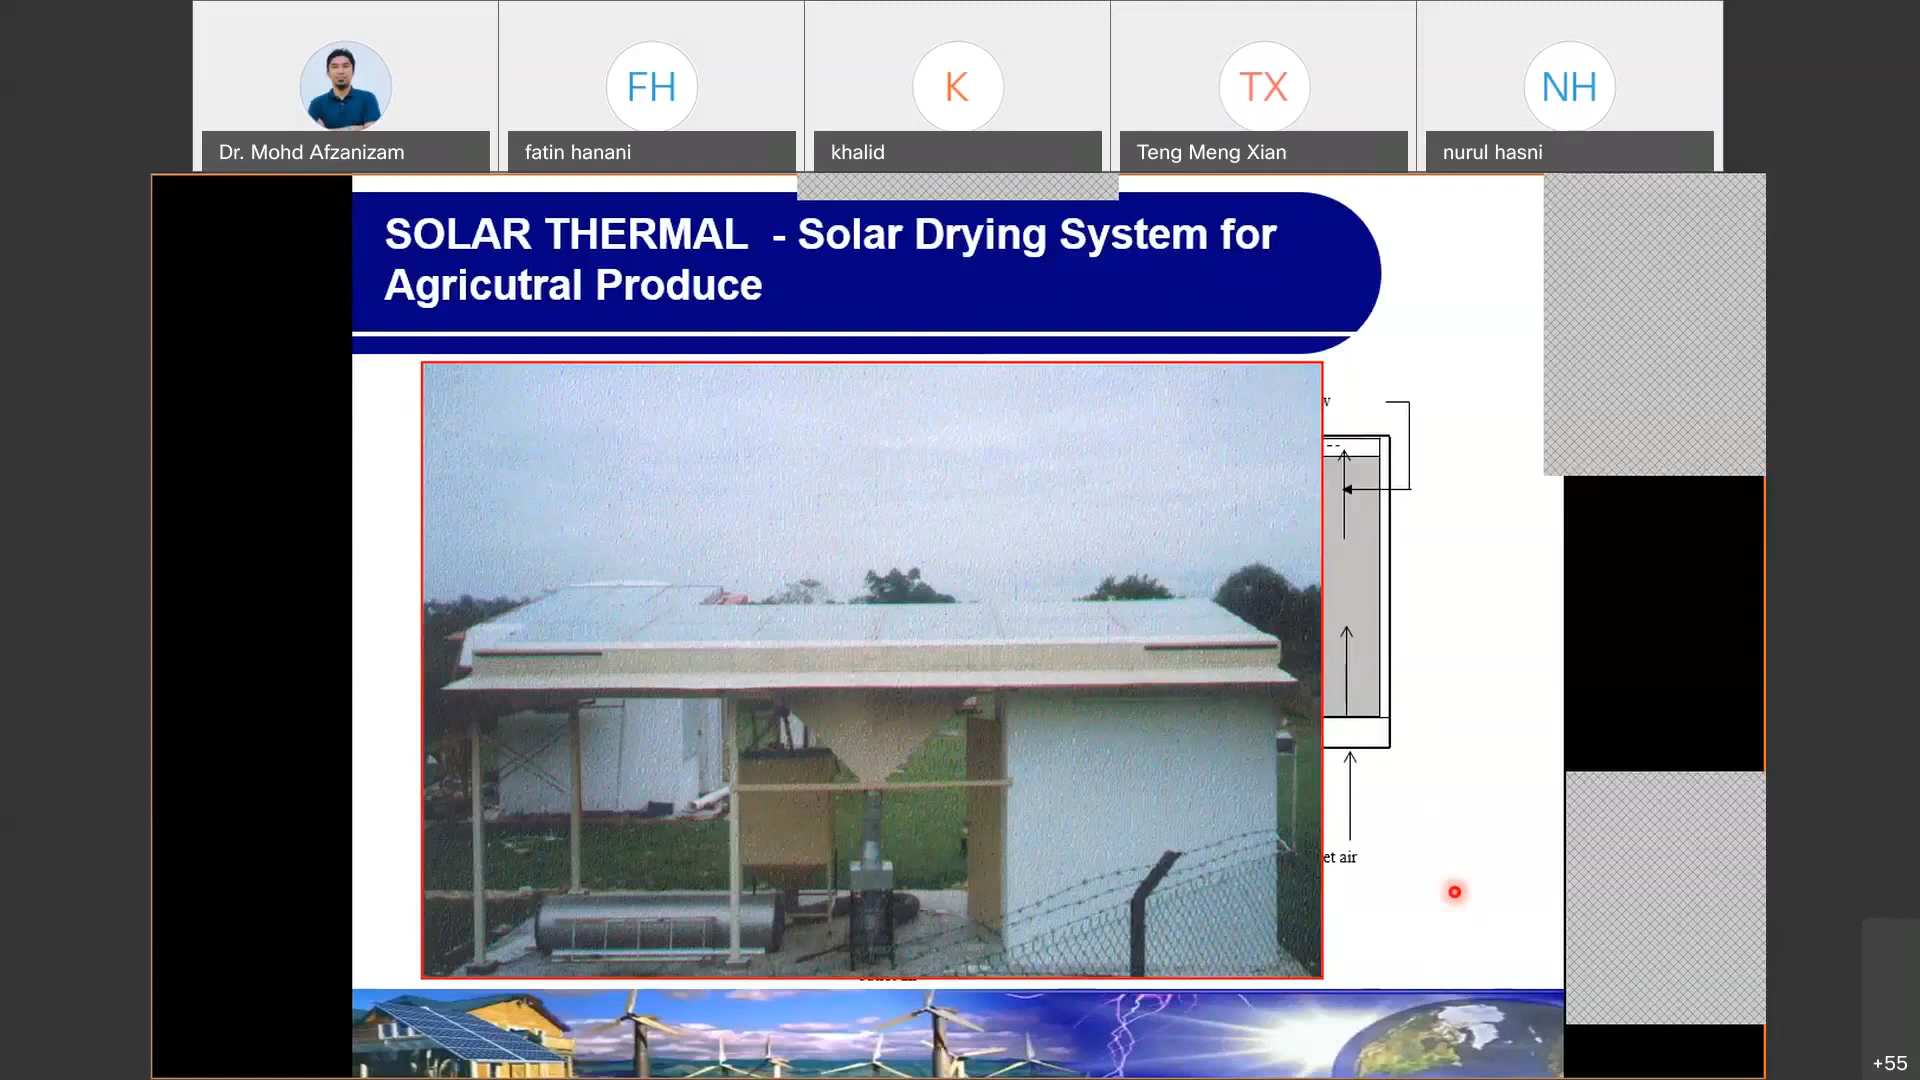 FH
K
TX
NH
Dr. Mohd Afzanizam
fatin hanani
khalid
Teng Meng Xian
nurul hasni
SOLAR THERMAL - Solar Drying System for
Agricutral Produce
et air
+55